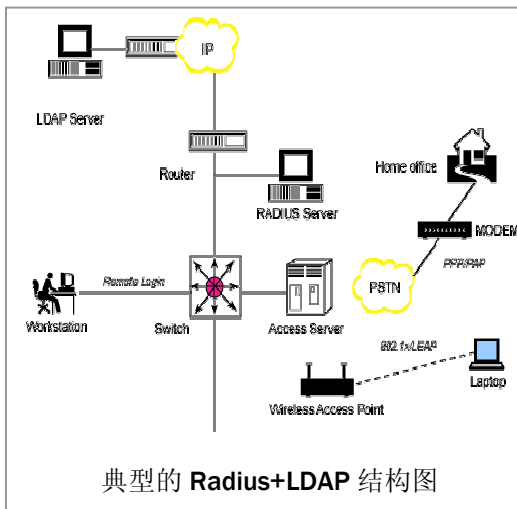 IP
LDAP Server
Router
Home office
RADIUS Server
MODEM
PPP/PAP
PSTN
Remote Login
Workstation
Switch
Access Server
802.1x/LEAP
Laptop
Wireless Access Point
典型的 Radius+LDAP 结构图